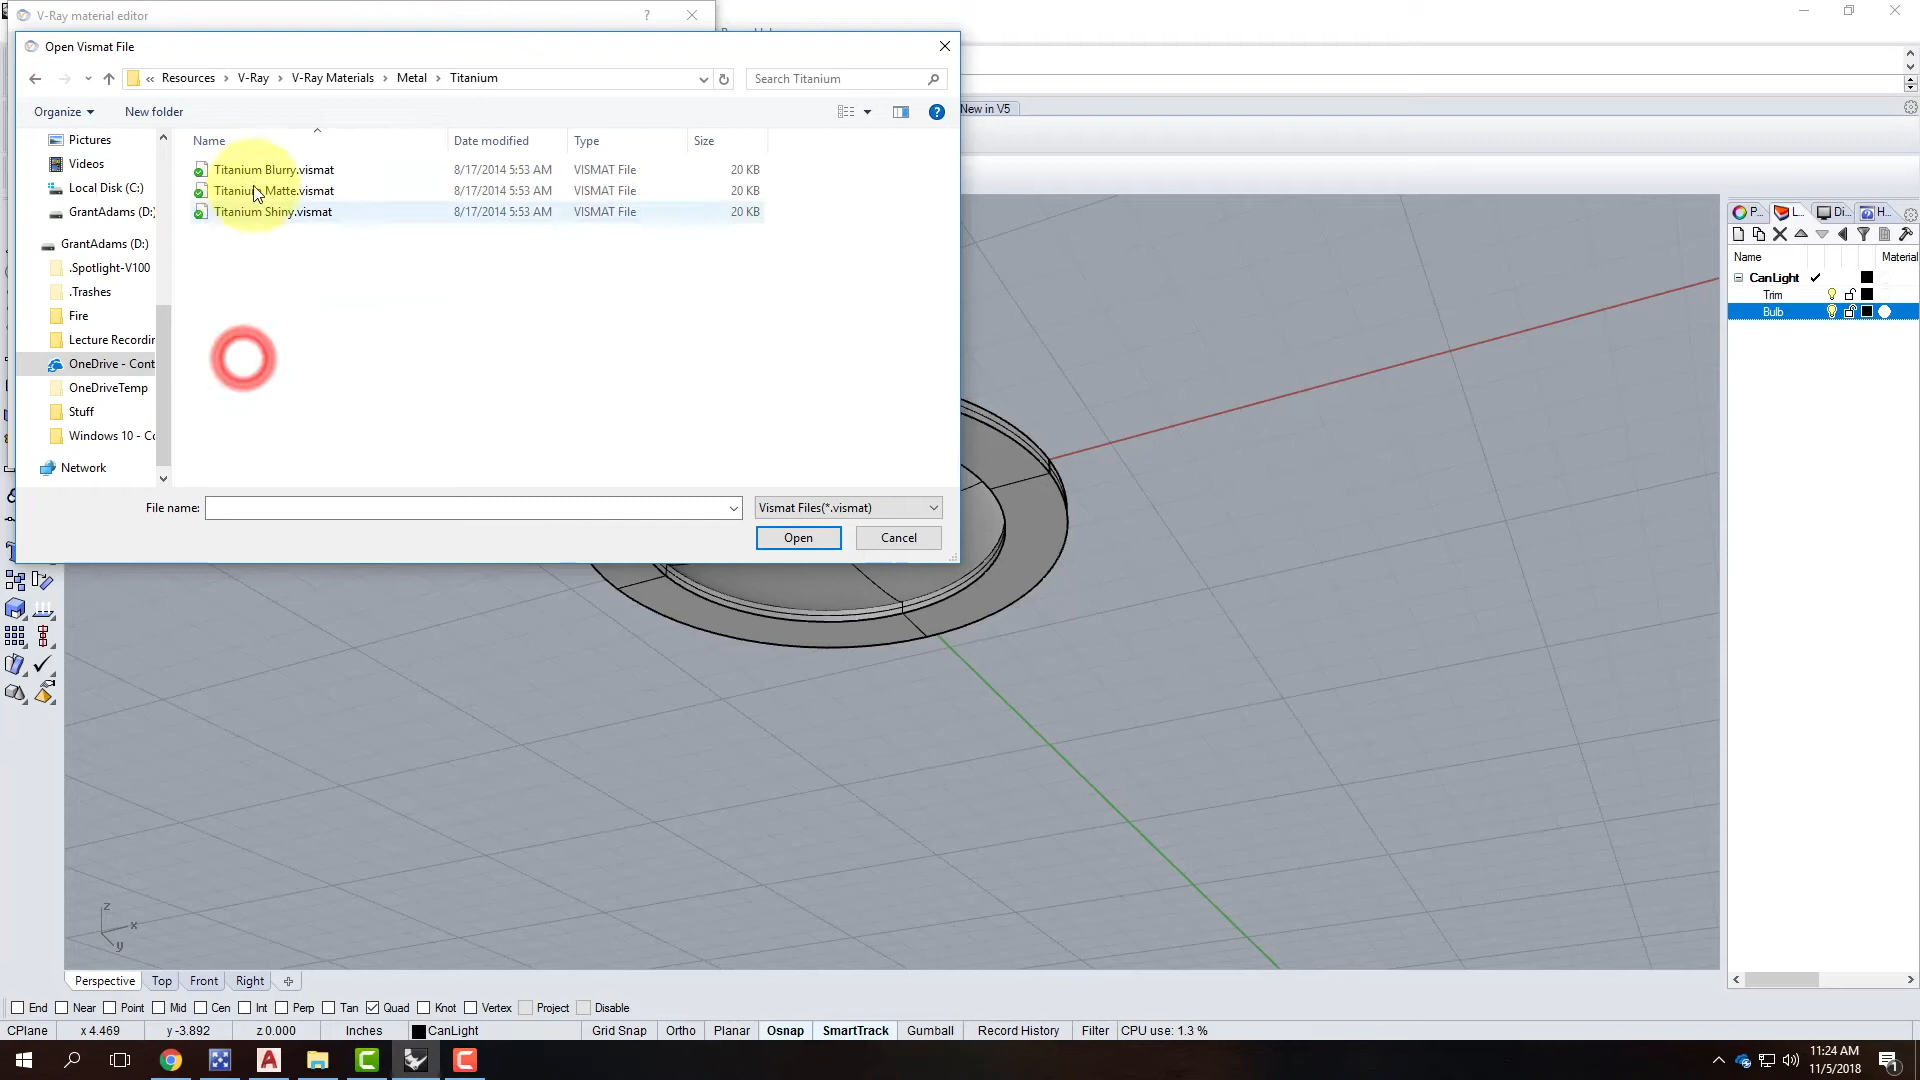 V-Ray material editor
?
Open Vismat File
« Resources > V-Ray > V-Ray Materials > Metal > Titanium
Search Titanium
Organize
New folder
New in V5
Name
Date modified
Type
Size
Titanium Blurry.vismat 8/17/2014 5:53 AM VISMAT File 20 KB
Titanium Matte.vismat 8/17/2014 5:53 AM VISMAT File 20 KB
Titanium Shiny.vismat 8/17/2014 5:53 AM VISMAT File 20 KB
Pictures
Videos
Local Disk (C:)
GrantAdams (D:)
GrantAdams (D:)
.Spotlight-V100
.Trashes
Fire
Lecture Recordin
OneDrive - Cont
OneDriveTemp
Stuff
Windows 10 - Co
Network
File name:
Vismat Files(*.vismat)
Open
Cancel
P...
L...
Di...
H...
Name
Material
CanLight
Trim
Bulb
z
x
y
Perspective
Top
Front
Right
End Near Point Mid Cen Int Perp Tan Quad Knot Vertex Project Disable
CPlane x 4.469 y -3.892 z 0.000 Inches CanLight Grid Snap Ortho Planar Osnap SmartTrack Gumball Record History Filter CPU use: 1.3 %
11:24 AM
11/5/2018
1